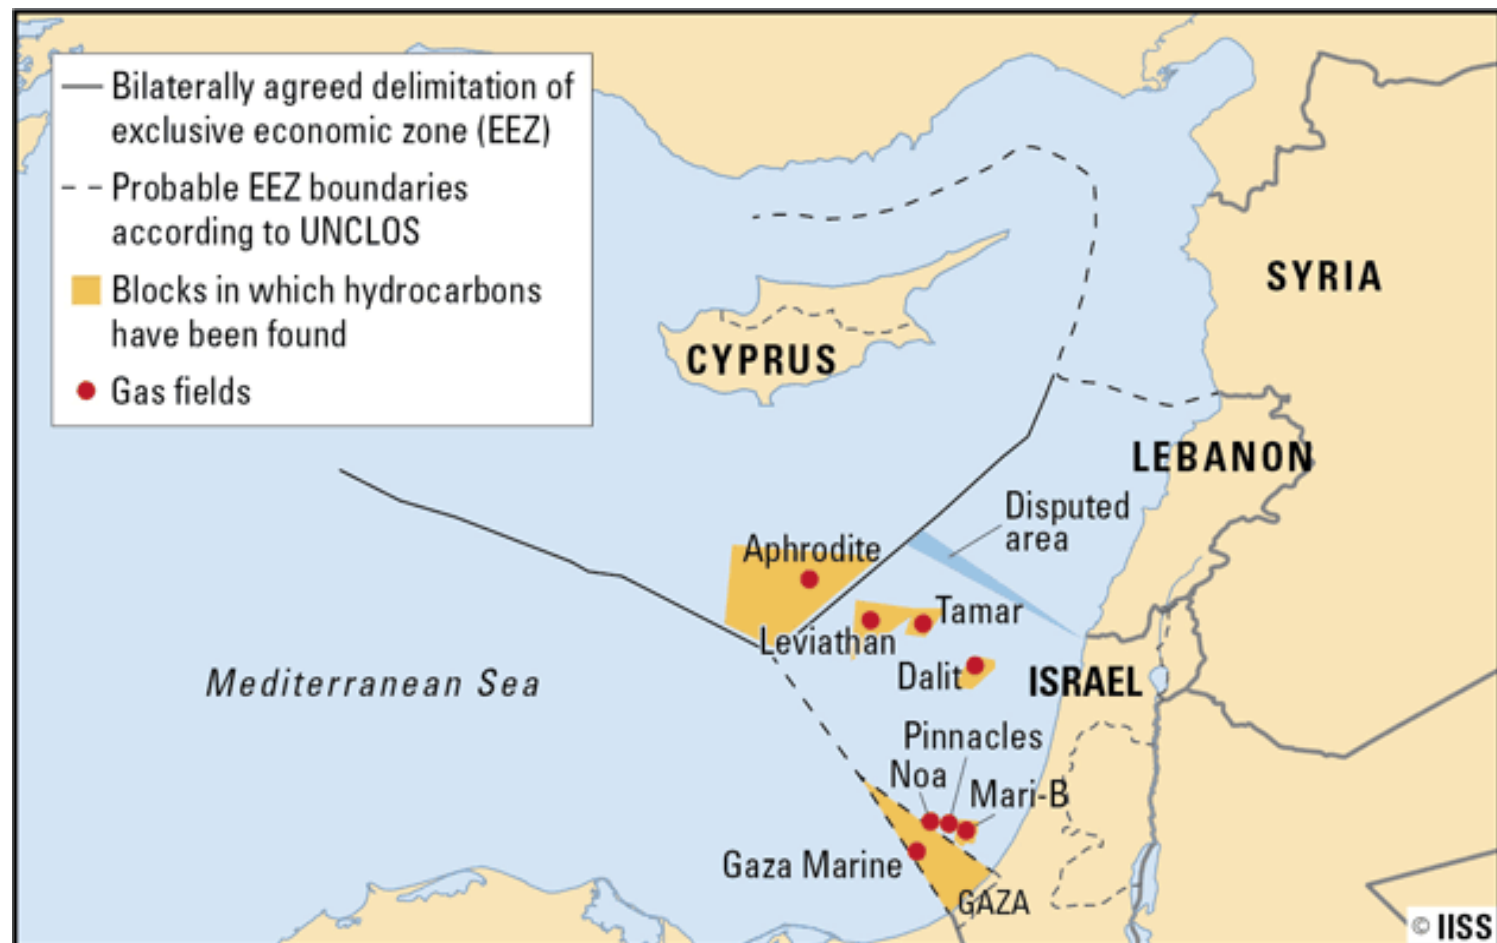 Bilaterally agreed delimitation of
exclusive economic zone (EEZ)
Probable EEZ boundaries
according to UNCLOS
Blocks in which hydrocarbons
have been found
Gas fields
SYRIA
CYPRUS
LEBANON
Disputed
area
Aphrodite
Tamar
Leviathan
Dalit
ISRAEL
Mediterranean Sea
Pinnacles
Noa
Mari-B
Gaza Marine
GAZA
© IISS